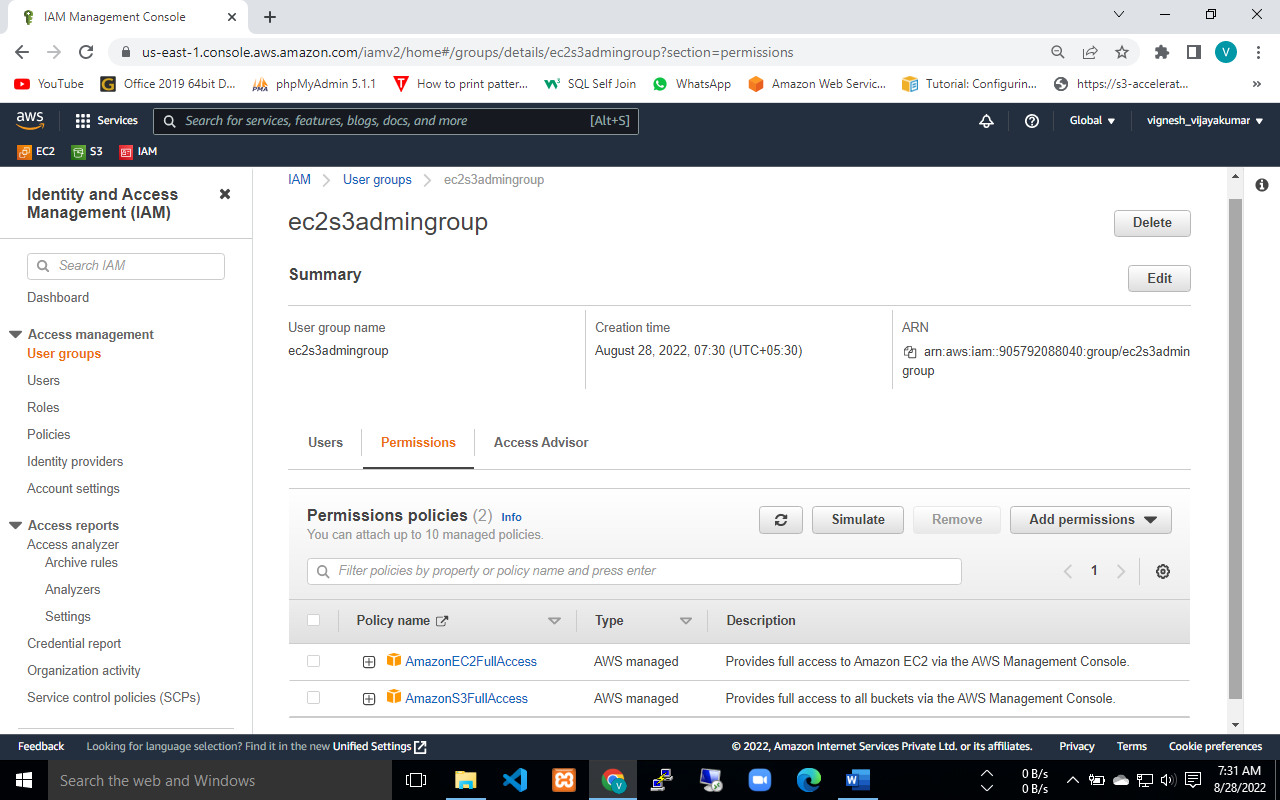 IAM Management Console
us-east-1.console.aws.amazon.com/iamv2/home#/groups/details/ec2s3admingroup?section=permissions
V
YouTube
Office 2019 64bit D...
phpMyAdmin 5.1.1
How to print patter...
SQL Self Join
WhatsApp
Amazon Web Servic...
Tutorial: Configurin...
https://s3-accelerat...
»
aws
Services
Search for services, features, blogs, docs, and more
[Alt+S]
Global
vignesh_vijayakumar
EC2
S3
IAM
Identity and Access
Management (IAM)
Search IAM
Dashboard
Access management
User groups
Users
Roles
Policies
Identity providers
Account settings
Access reports
Access analyzer
Archive rules
Analyzers
Settings
Credential report
Organization activity
Service control policies (SCPs)
IAM
User groups
ec2s3admingroup
ec2s3admingroup
Delete
Summary
Edit
User group name
ec2s3admingroup
Creation time
August 28, 2022, 07:30 (UTC+05:30)
ARN
arn:aws:iam::905792088040:group/ec2s3admin
group
Users
Permissions
Access Advisor
Permissions policies (2) Info
You can attach up to 10 managed policies.
Simulate
Remove
Add permissions
Filter policies by property or policy name and press enter
1
Policy name
Type
Description
AmazonEC2FullAccess
AWS managed
Provides full access to Amazon EC2 via the AWS Management Console.
AmazonS3FullAccess
AWS managed
Provides full access to all buckets via the AWS Management Console.
Feedback
Looking for language selection? Find it in the new Unified Settings
© 2022, Amazon Internet Services Private Ltd. or its affiliates.
Privacy
Terms
Cookie preferences
Search the web and Windows
0 B/s
0 B/s
7:31 AM
8/28/2022